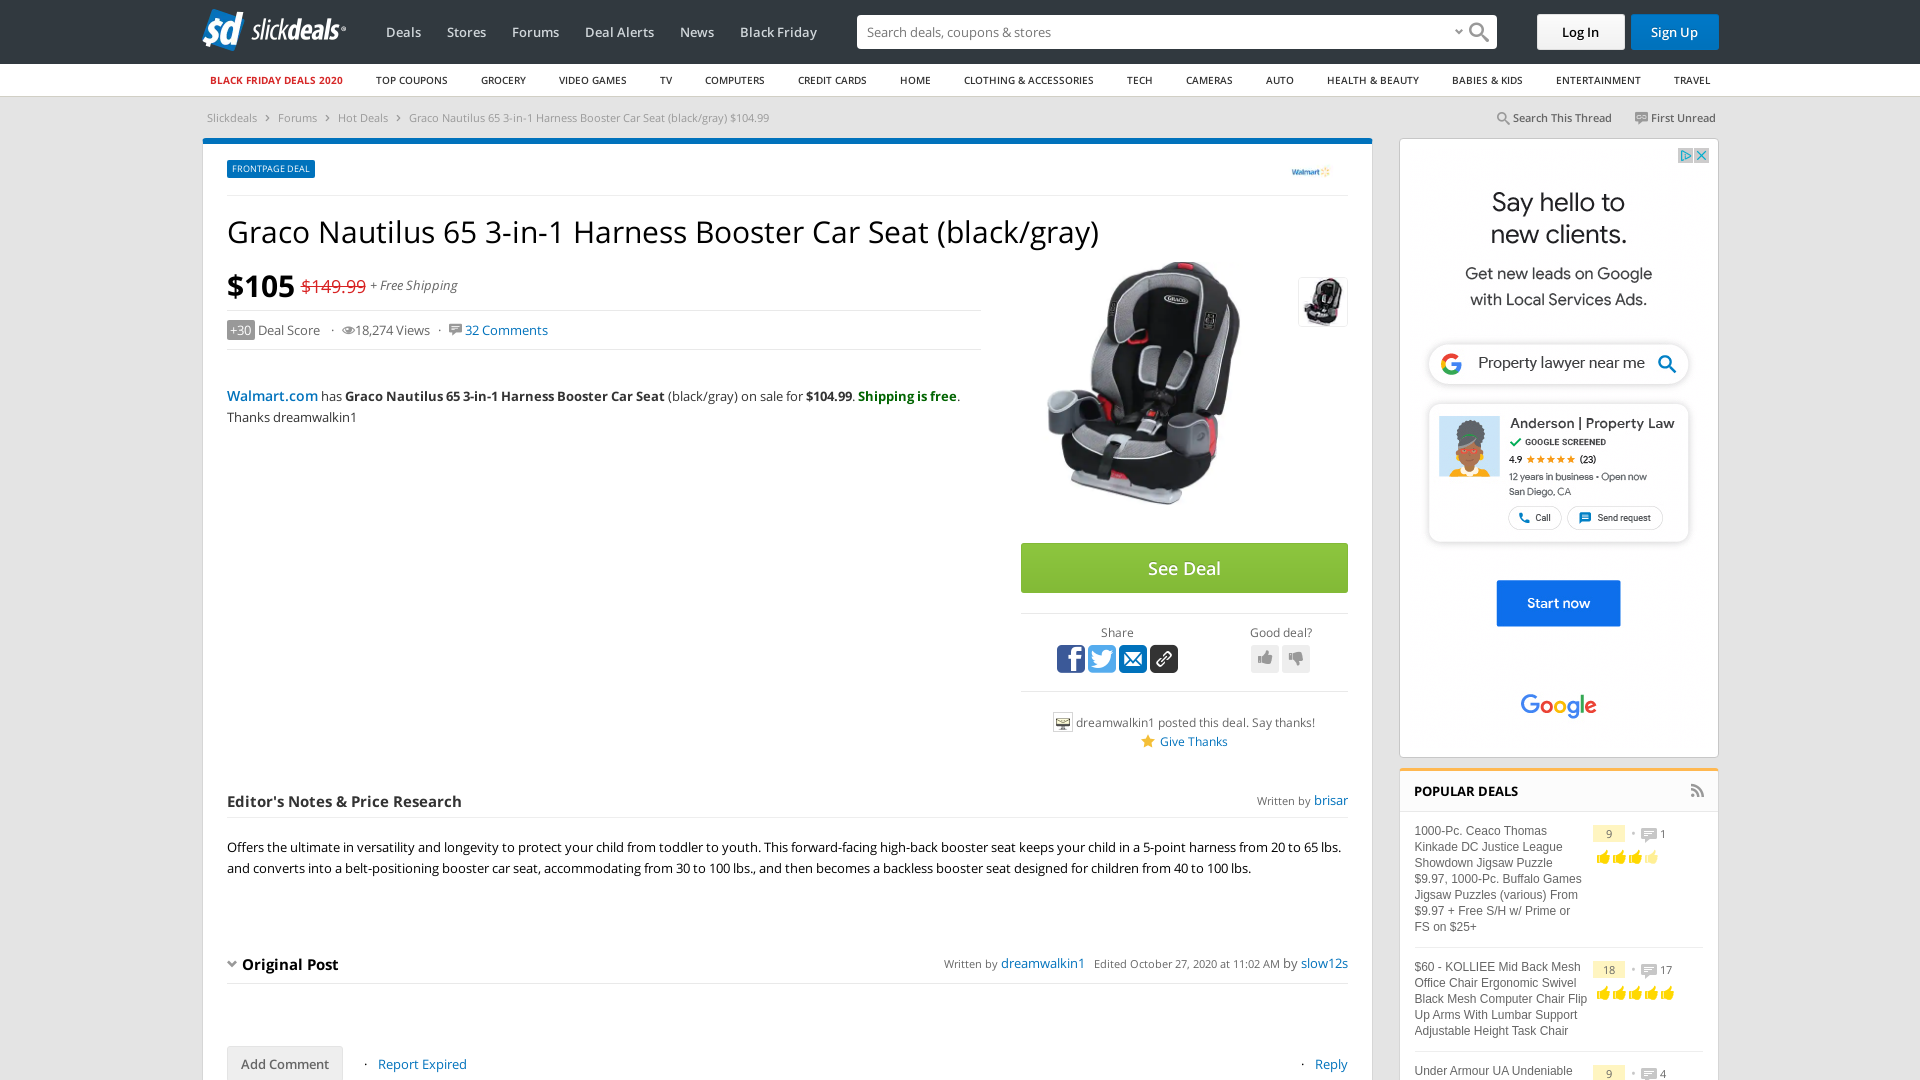 sd slickdeals
Deals Stores Forums Deal Alerts News Black Friday
Search deals, coupons & stores
Log In Sign Up
BLACK FRIDAY DEALS 2020 TOP COUPONS GROCERY VIDEO GAMES TV COMPUTERS CREDIT CARDS HOME CLOTHING & ACCESSORIES TECH CAMERAS AUTO HEALTH & BEAUTY BABIES & KIDS ENTERTAINMENT TRAVEL
Slickdeals > Forums > Hot Deals > Graco Nautilus 65 3-in-1 Harness Booster Car Seat (black/gray) $104.99
Search This Thread First Unread
FRONTPAGE DEAL
Walmart
Graco Nautilus 65 3-in-1 Harness Booster Car Seat (black/gray)
$105 $149.99 + Free Shipping
+30 Deal Score · 18,274 Views · 32 Comments
Walmart.com has Graco Nautilus 65 3-in-1 Harness Booster Car Seat (black/gray) on sale for $104.99. Shipping is free.
Thanks dreamwalkin1
GRACO
See Deal
Share Good deal?
dreamwalkin1 posted this deal. Say thanks!
Give Thanks
Editor's Notes & Price Research
Written by brisar
Offers the ultimate in versatility and longevity to protect your child from toddler to youth. This forward-facing high-back booster seat keeps your child in a 5-point harness from 20 to 65 lbs.
and converts into a belt-positioning booster car seat, accommodating from 30 to 100 lbs., and then becomes a backless booster seat designed for children from 40 to 100 lbs.
Original Post
Written by dreamwalkin1 Edited October 27, 2020 at 11:02 AM by slow12s
Add Comment · Report Expired · Reply
Say hello to
new clients.
Get new leads on Google
with Local Services Ads.
Property lawyer near me
Anderson | Property Law
GOOGLE SCREENED
4.9 (23)
12 years in business • Open now
San Diego, CA
Call Send request
Start now
Google
POPULAR DEALS
1000-Pc. Ceaco Thomas
Kinkade DC Justice League
Showdown Jigsaw Puzzle
$9.97, 1000-Pc. Buffalo Games
Jigsaw Puzzles (various) From
$9.97 + Free S/H w/ Prime or
FS on $25+
9 • 1
$60 - KOLLIEE Mid Back Mesh
Office Chair Ergonomic Swivel
Black Mesh Computer Chair Flip
Up Arms With Lumbar Support
Adjustable Height Task Chair
18 • 17
Under Armour UA Undeniable
9 • 4